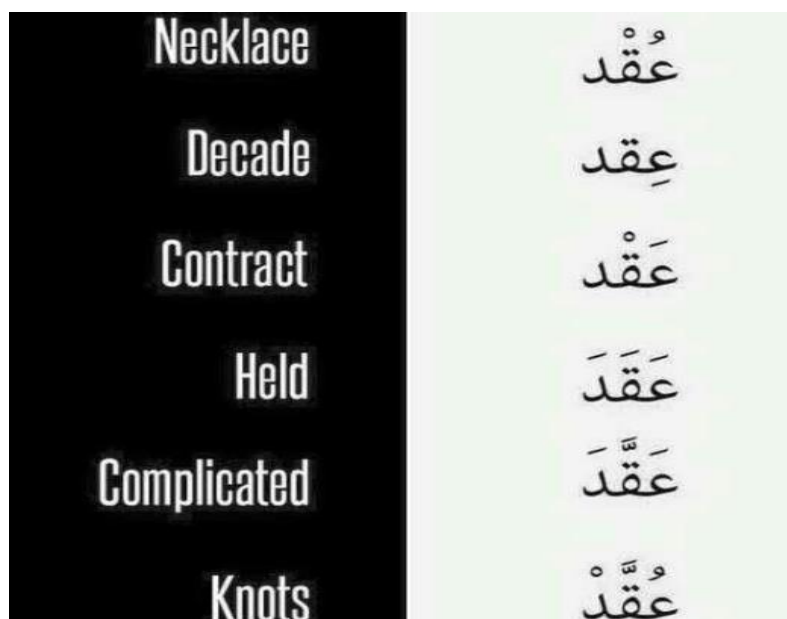 Necklace عُقْد
Decade عِقد
Contract عَقْد
Held عَقَدَ
Complicated عَقَّدَ
Knots عُقَّدْ